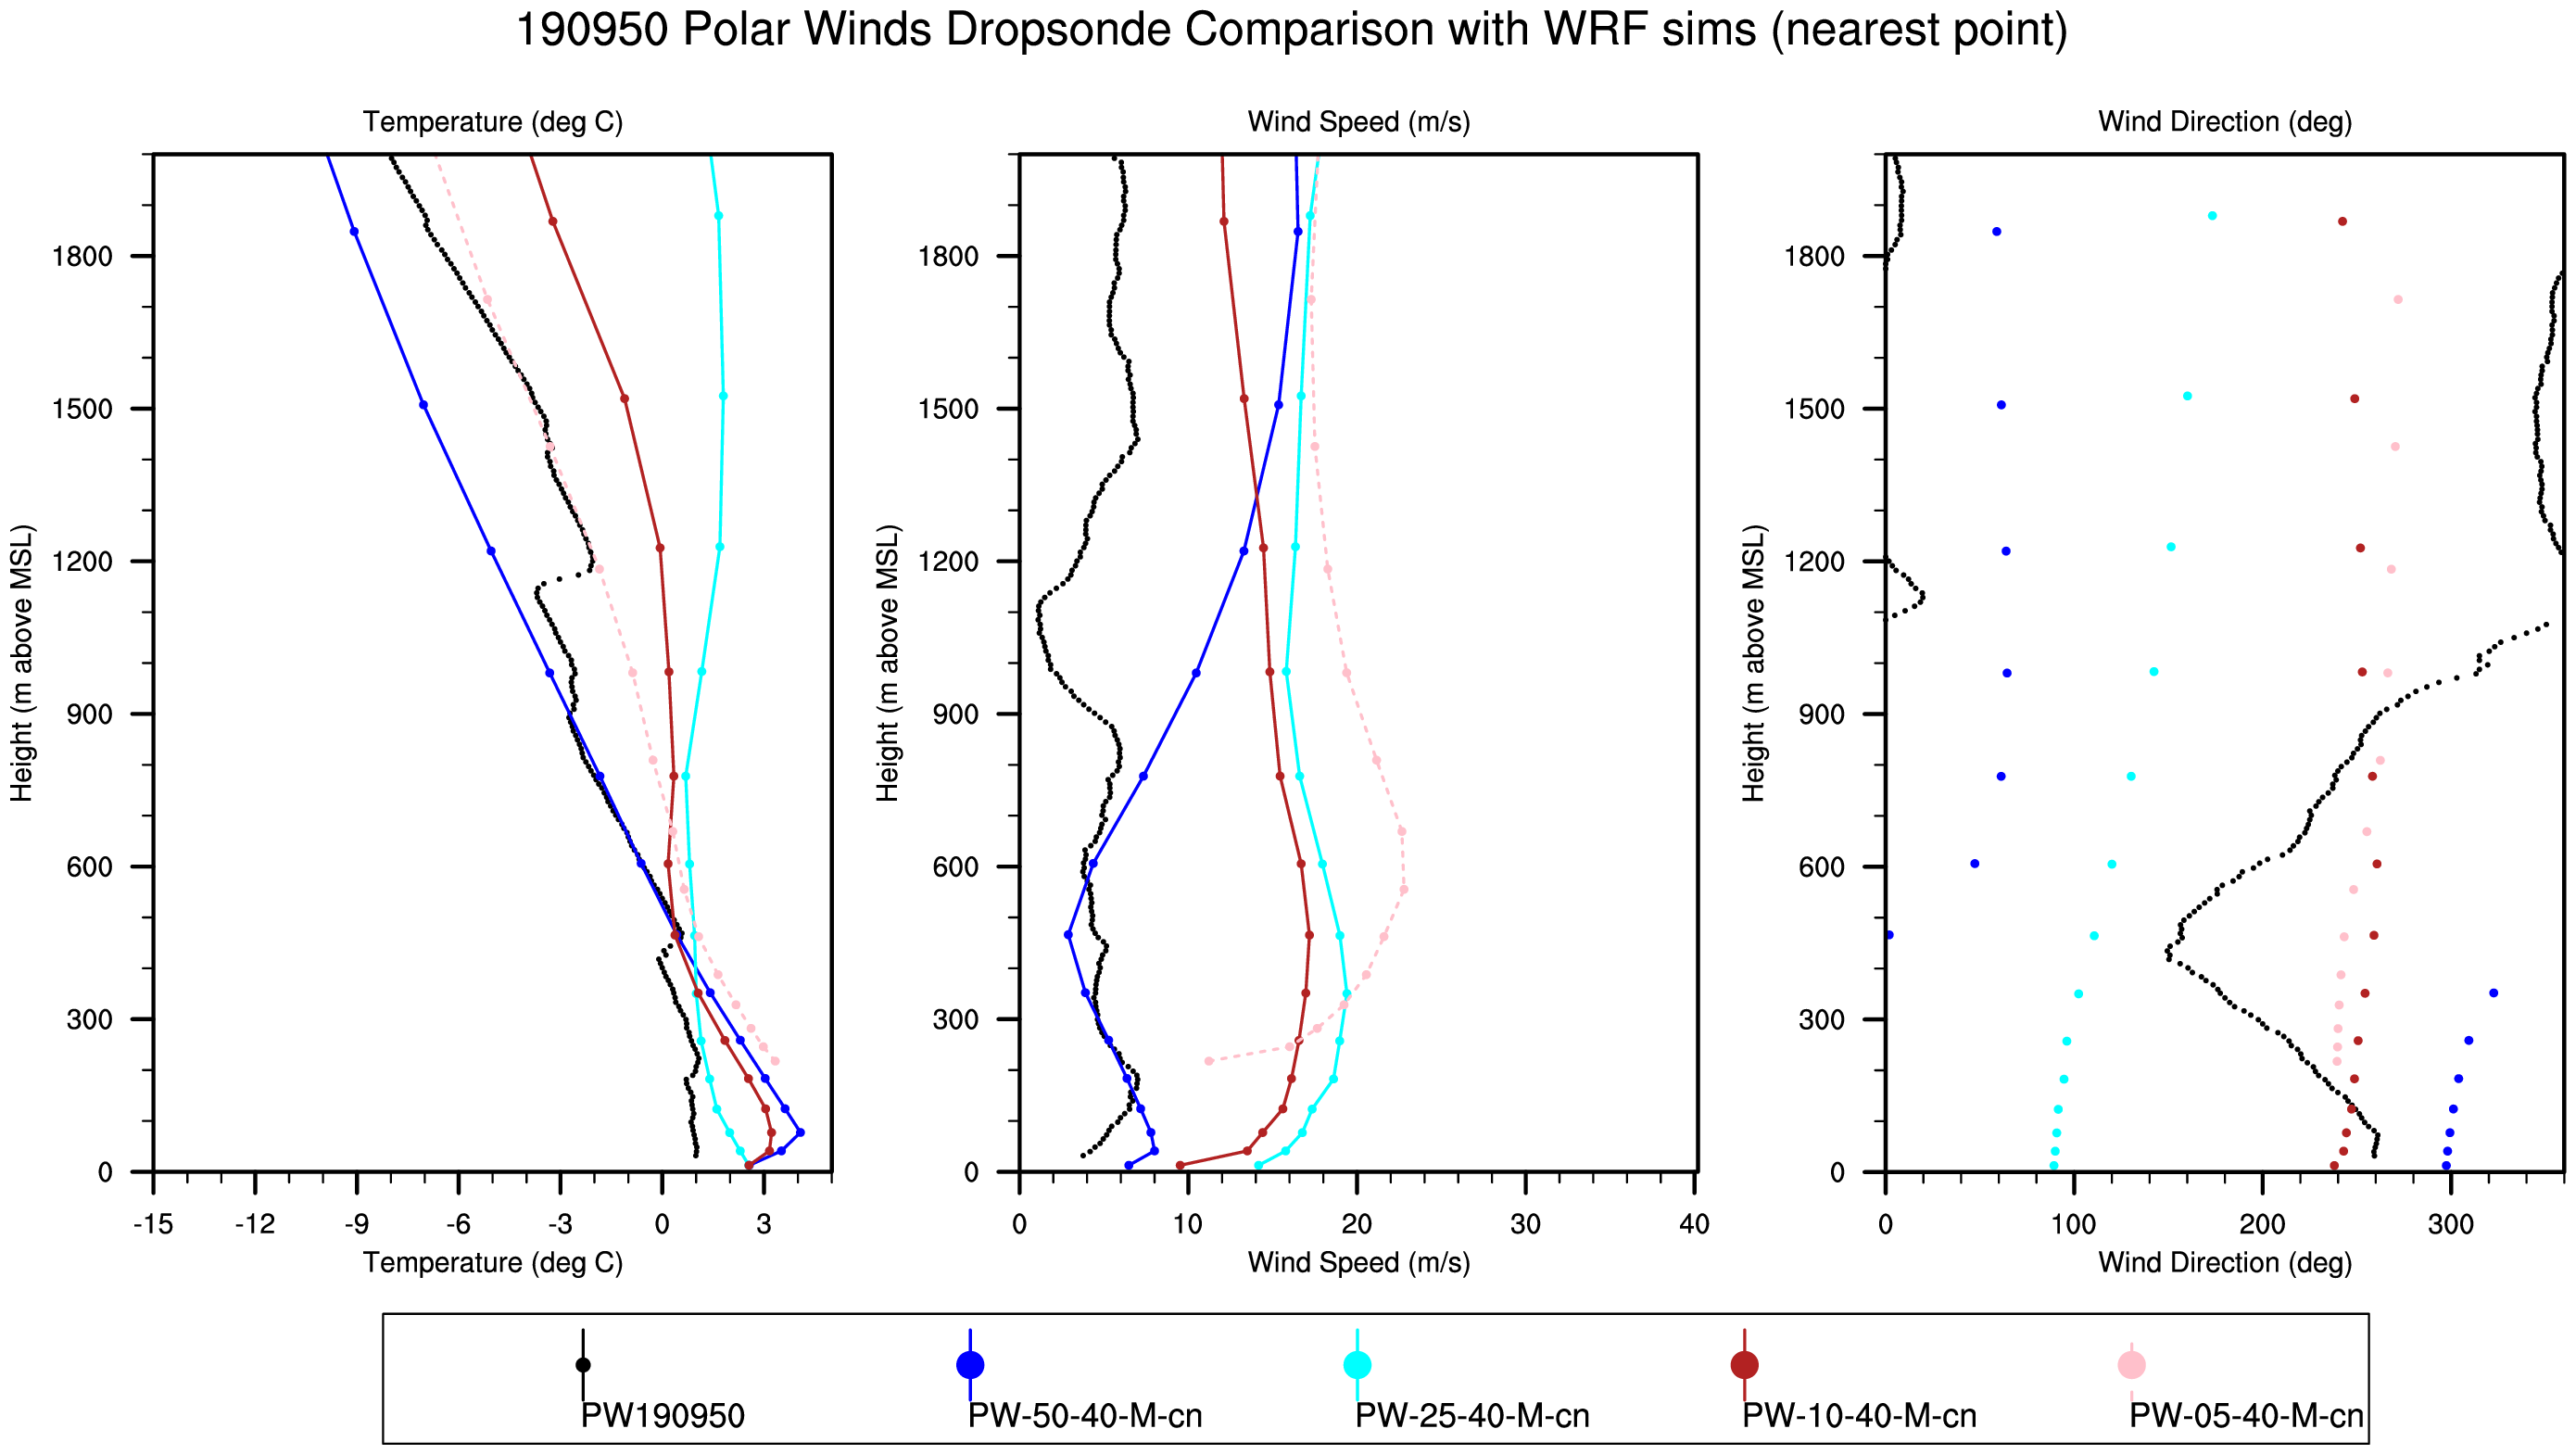 190950 Polar Winds Dropsonde Comparison with WRF sims (nearest point)
Temperature (deg C)
Height (m above MSL)
1800
1500
1200
900
600
300
0
-15 -12 -9 -6 -3 0 3
Temperature (deg C)
Wind Speed (m/s)
Height (m above MSL)
1800
1500
1200
900
600
300
0
0 10 20 30 40
Wind Speed (m/s)
Wind Direction (deg)
Height (m above MSL)
1800
1500
1200
900
600
300
0
0 100 200 300
Wind Direction (deg)
PW190950 PW-50-40-M-cn PW-25-40-M-cn PW-10-40-M-cn PW-05-40-M-cn